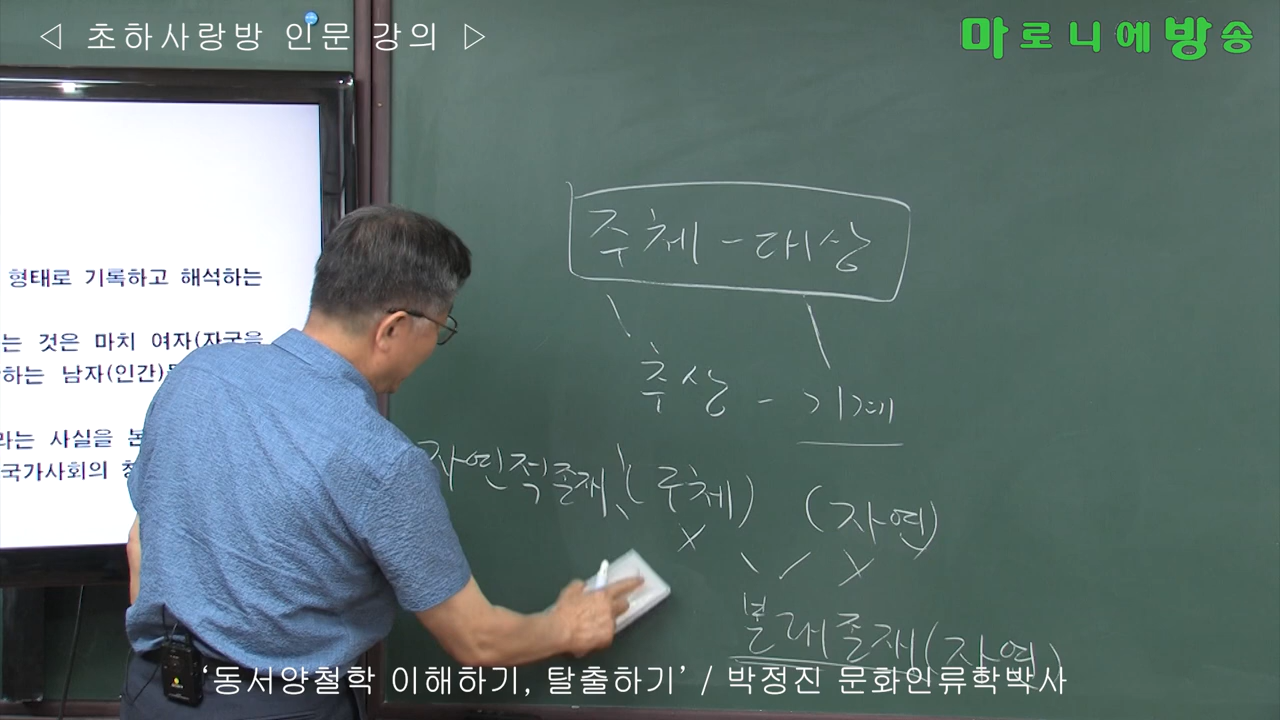 ◁ 초하사랑방 인문 강의 ▷
마로니에방송
형태로 기록하고 해석하는
는 것은 마치 여자(자국을
하는 남자(인간)
라는 사실을 본
국가사회의
주체 - 대상
추상 - 기계
자연적존재 (주체) (자연)
본래존재(자연)
‘동서양철학 이해하기, 탈출하기’ / 박정진 문화인류학박사